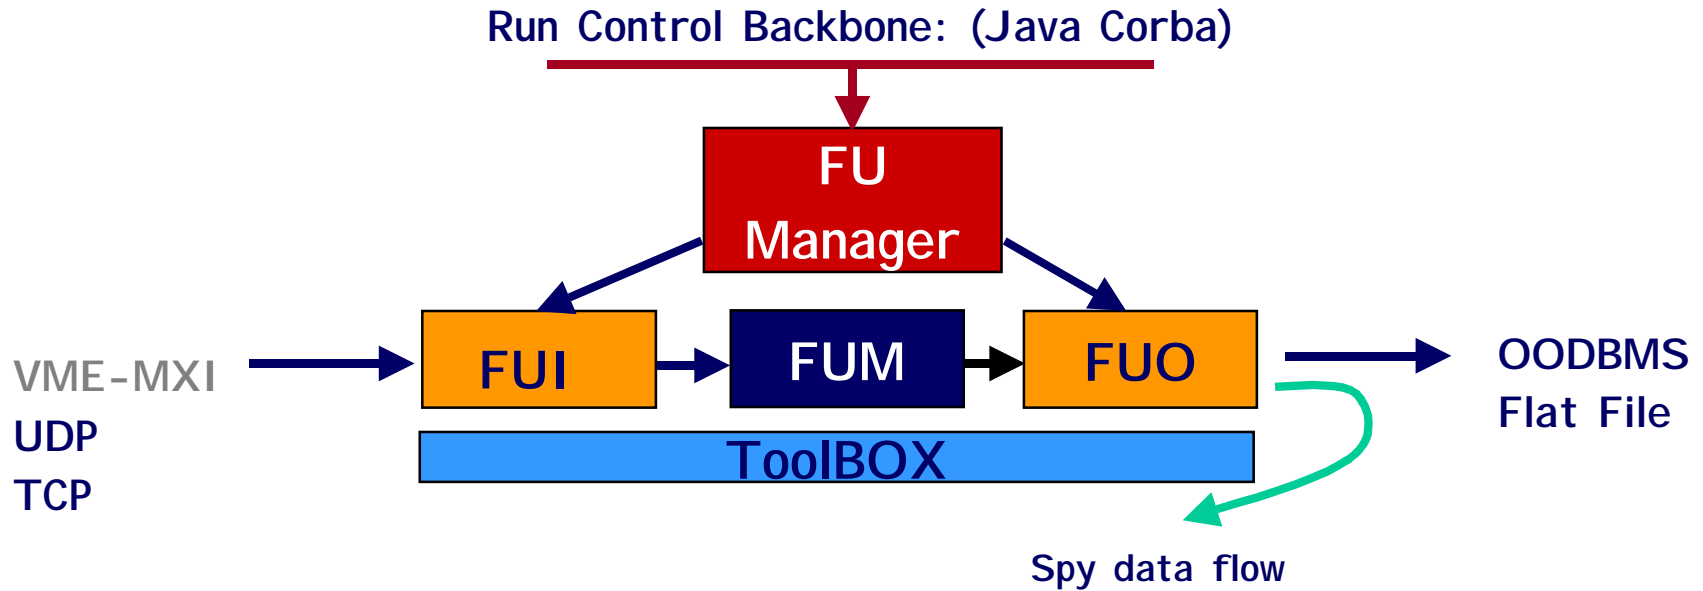 Run Control Backbone: (Java Corba)
FU
Manager
FUI
FUM
FUO
ToolBOX
VME-MXI
UDP
TCP
OODBMS
Flat File
Spy data flow